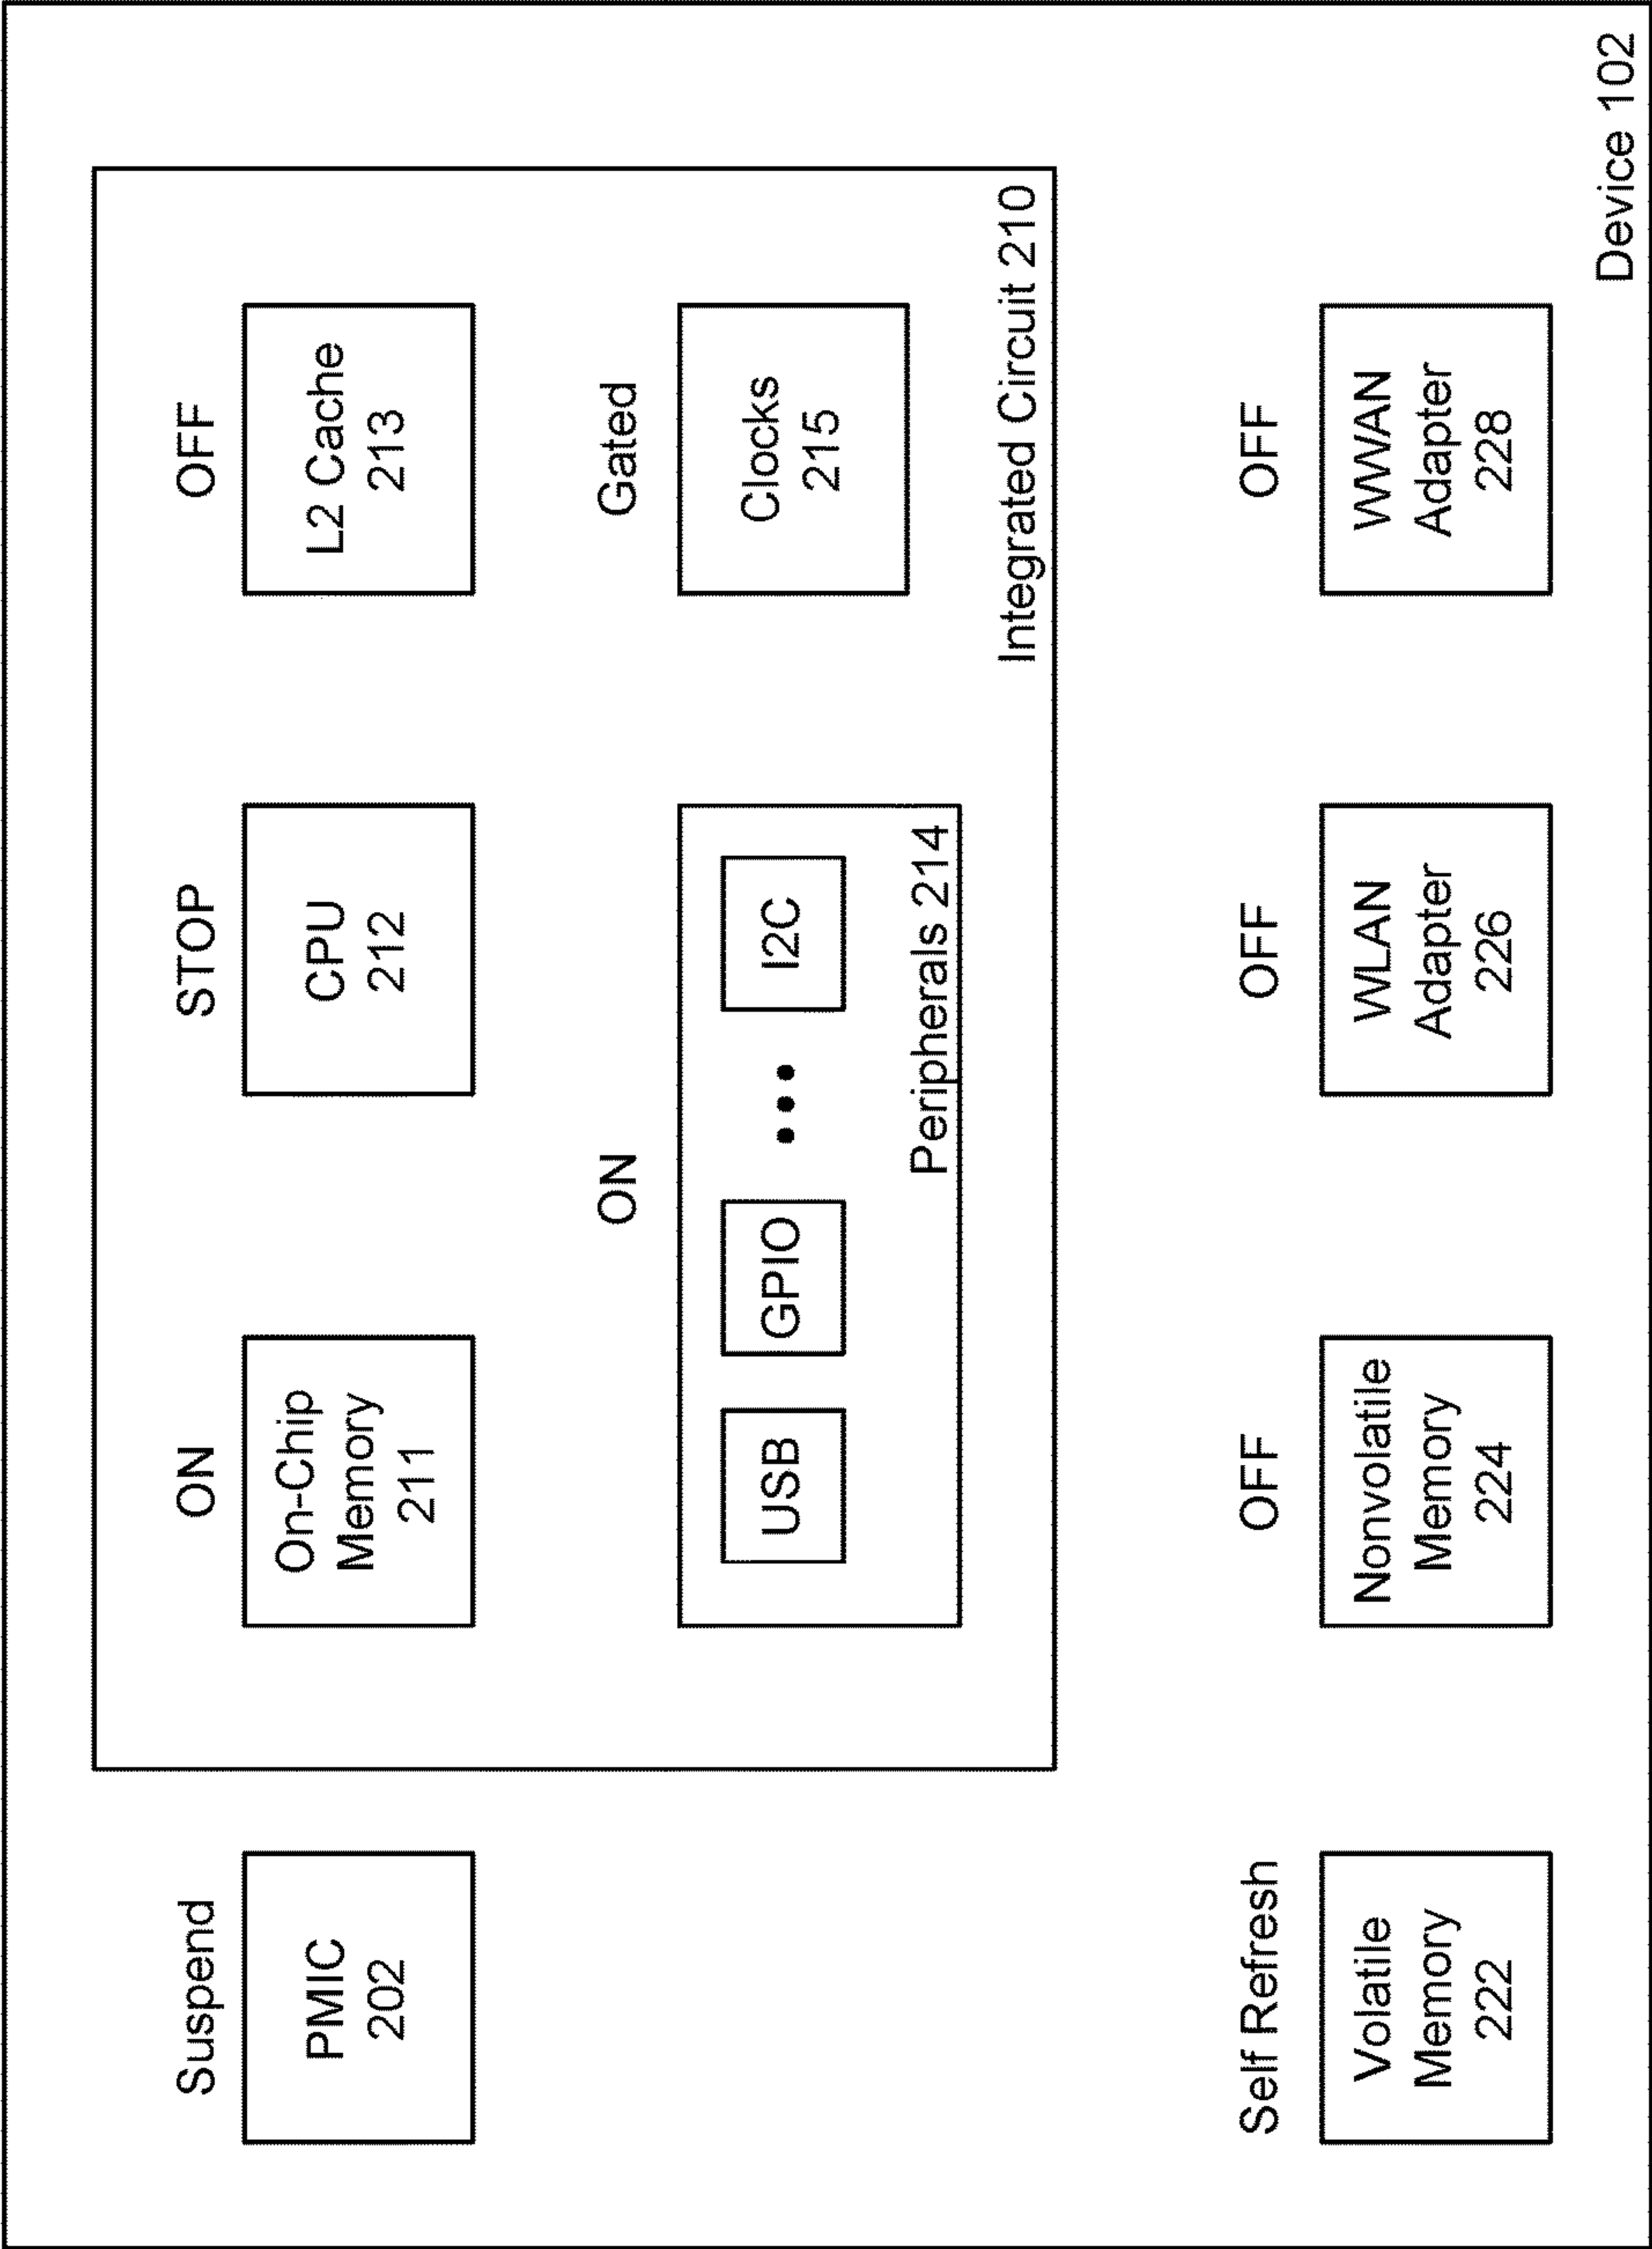 Suspend
PMIC
202
ON
On-Chip
Memory
211
STOP
CPU
212
OFF
L2 Cache
213
ON
USB
GPIO
I2C
Peripherals 214
Gated
Clocks
215
Integrated Circuit 210
Self Refresh
Volatile
Memory
222
OFF
Nonvolatile
Memory
224
OFF
WLAN
Adapter
226
OFF
WWAN
Adapter
228
Device 102